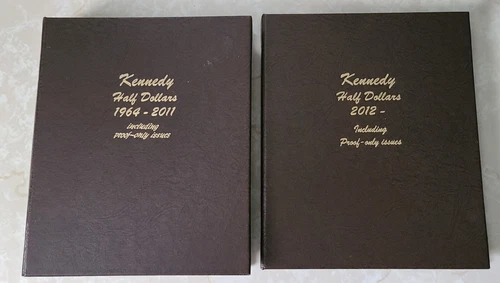 Kennedy
Half Dollars
1964-2011
including
proof-only issues
Kennedy
Half Dollars
2012-
Including
Proof-only issues